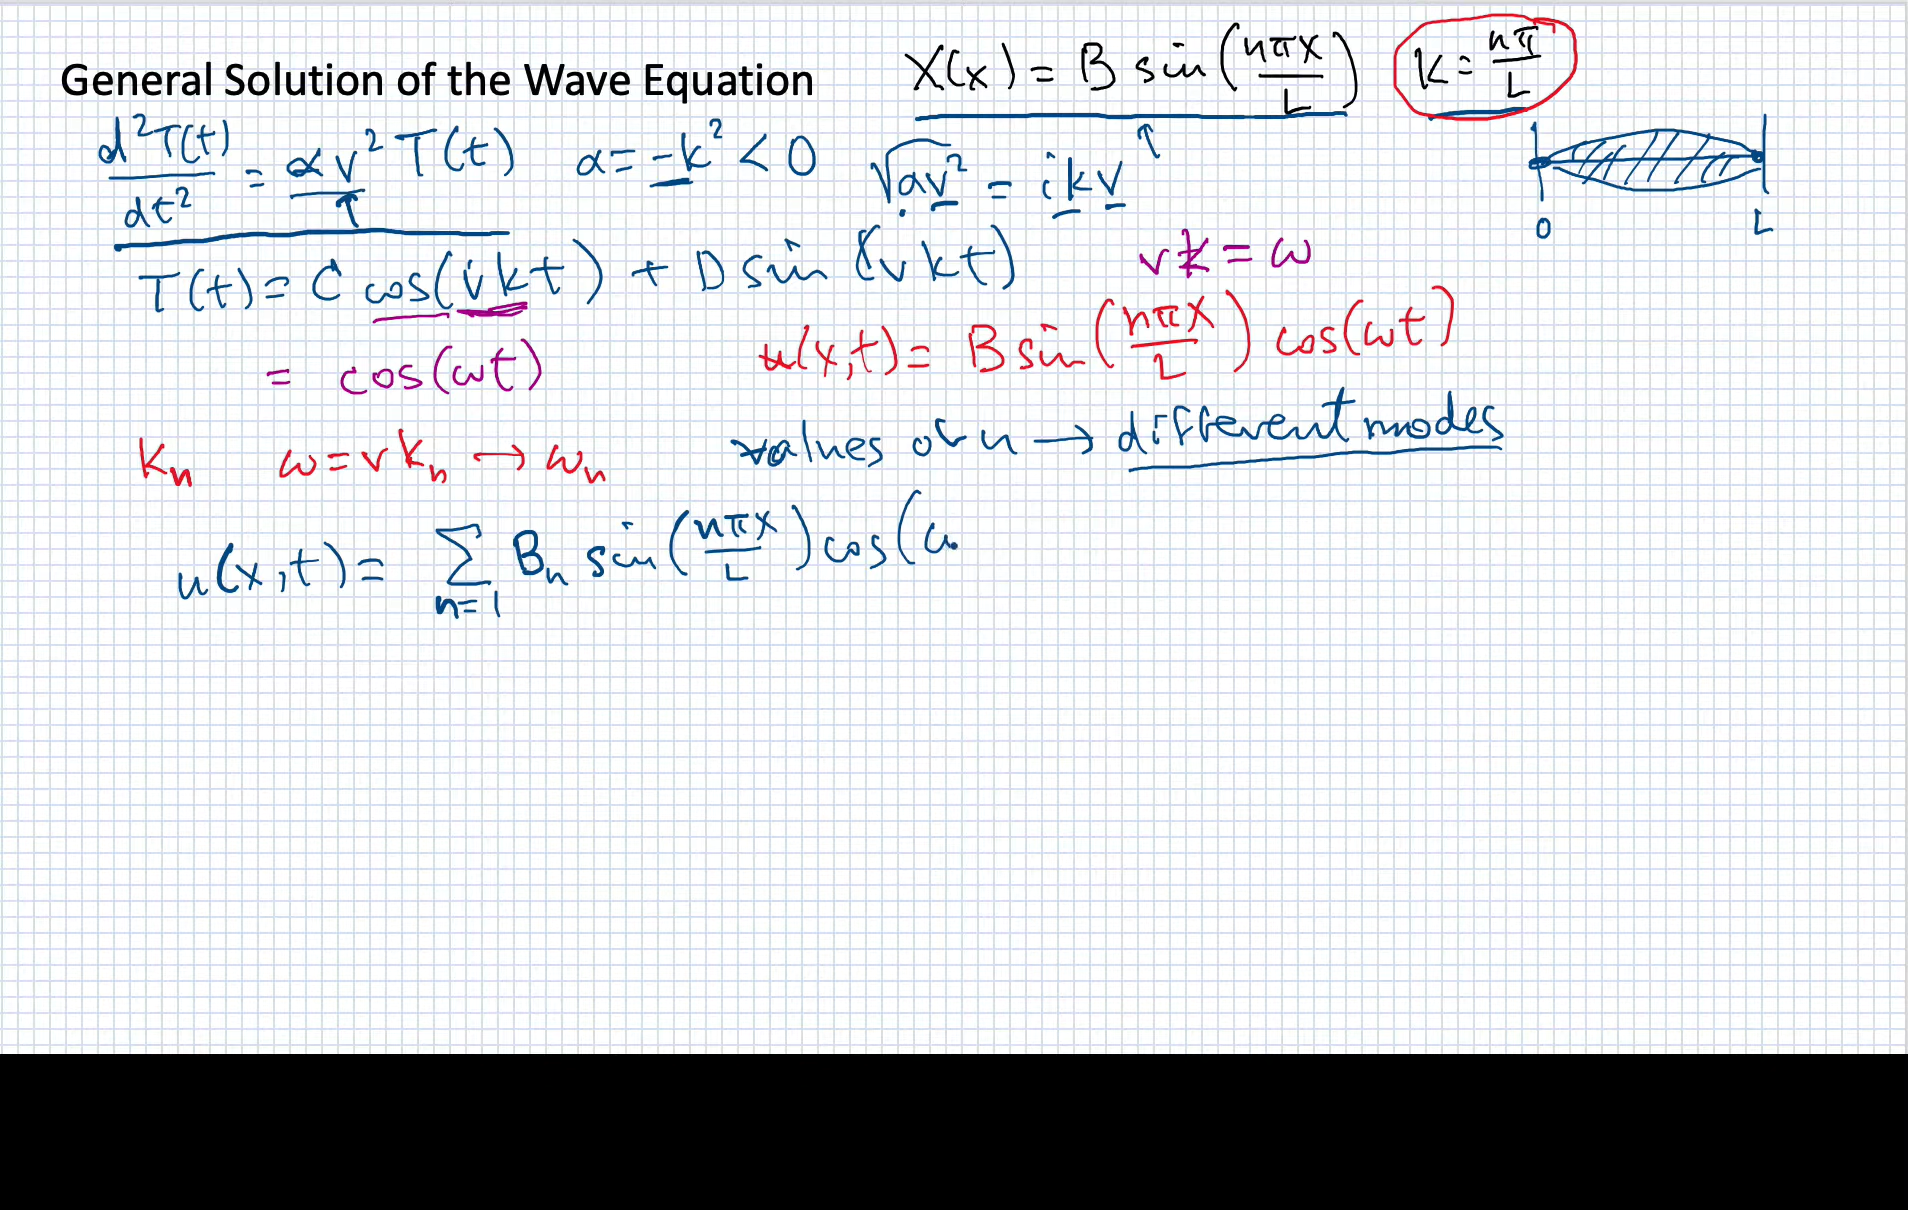 General Solution of the Wave Equation
X(x) = B sin(nπx/L) k = nπ/L
d²T(t)/dt² = αv² T(t) α = -k² < 0 √αv² = ikv
0 L
T(t) = C cos(vkt) + D sin(vkt) vk = ω
= cos(ωt) u(x,t) = B sin(nπx/L) cos(ωt)
values of n → different modes
kn ω = vkn → ωn
u(x,t) = ∑n=1 Bn sin(nπx/L) cos(